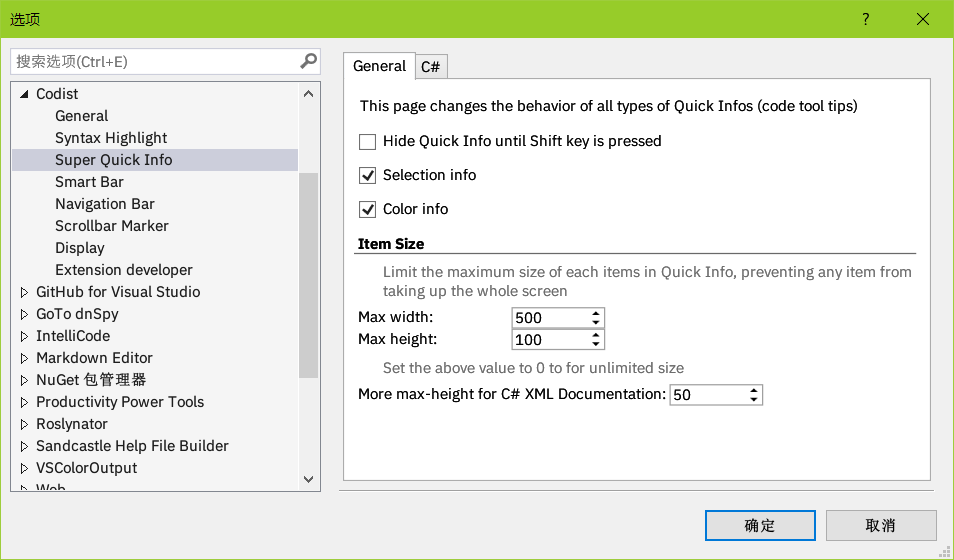 选项
?
搜索选项(Ctrl+E)
Codist
General
Syntax Highlight
Super Quick Info
Smart Bar
Navigation Bar
Scrollbar Marker
Display
Extension developer
GitHub for Visual Studio
GoTo dnSpy
IntelliCode
Markdown Editor
NuGet 包管理器
Productivity Power Tools
Roslynator
Sandcastle Help File Builder
VSColorOutput
Web
General C#
This page changes the behavior of all types of Quick Infos (code tool tips)
Hide Quick Info until Shift key is pressed
Selection info
Color info
Item Size
Limit the maximum size of each items in Quick Info, preventing any item from
taking up the whole screen
Max width: 500
Max height: 100
Set the above value to 0 to for unlimited size
More max-height for C# XML Documentation: 50
确定 取消